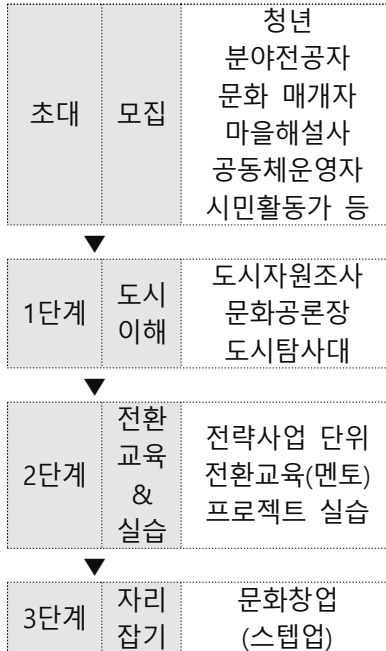 초대
모집
청년
분야전공자
문화 매개자
마을해설사
공동체운영자
시민활동가 등
▼
1단계
도시
이해
도시자원조사
문화공론장
도시탐사대
▼
2단계
전환
교육
&
실습
전략사업 단위
전환교육(멘토)
프로젝트 실습
▼
3단계
자리
잡기
문화창업
(스텝업)